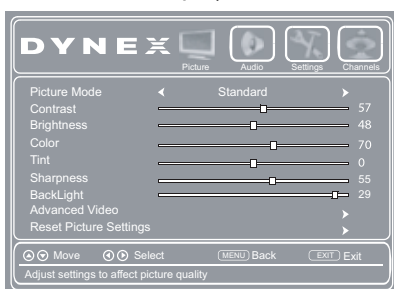 DYNEX
Picture Audio Settings Channels
Picture Mode Standard
Contrast 57
Brightness 48
Color 70
Tint 0
Sharpness 55
BackLight 29
Advanced Video
Reset Picture Settings
Move Select MENU Back EXIT Exit
Adjust settings to affect picture quality